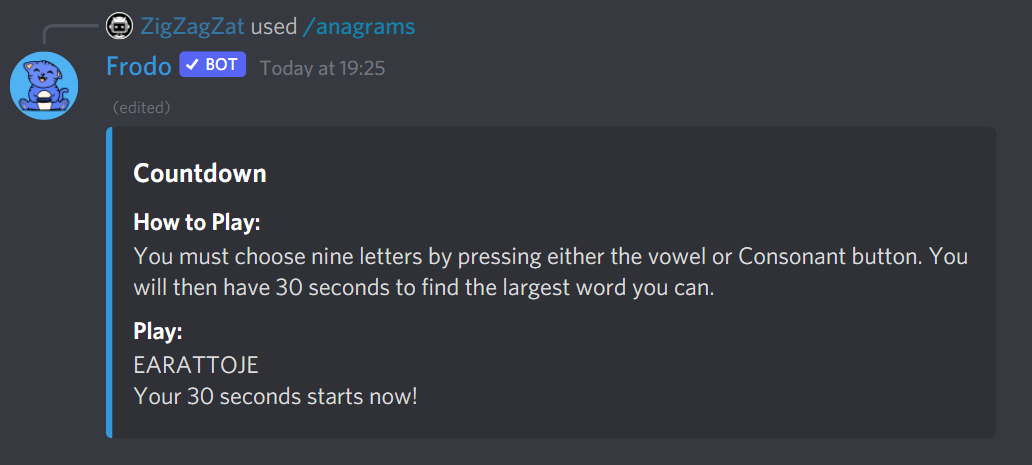 ZigZagZat used /anagrams
Frodo ✓ BOT Today at 19:25
(edited)
Countdown
How to Play:
You must choose nine letters by pressing either the vowel or Consonant button. You
will then have 30 seconds to find the largest word you can.
Play:
EARATTOJE
Your 30 seconds starts now!